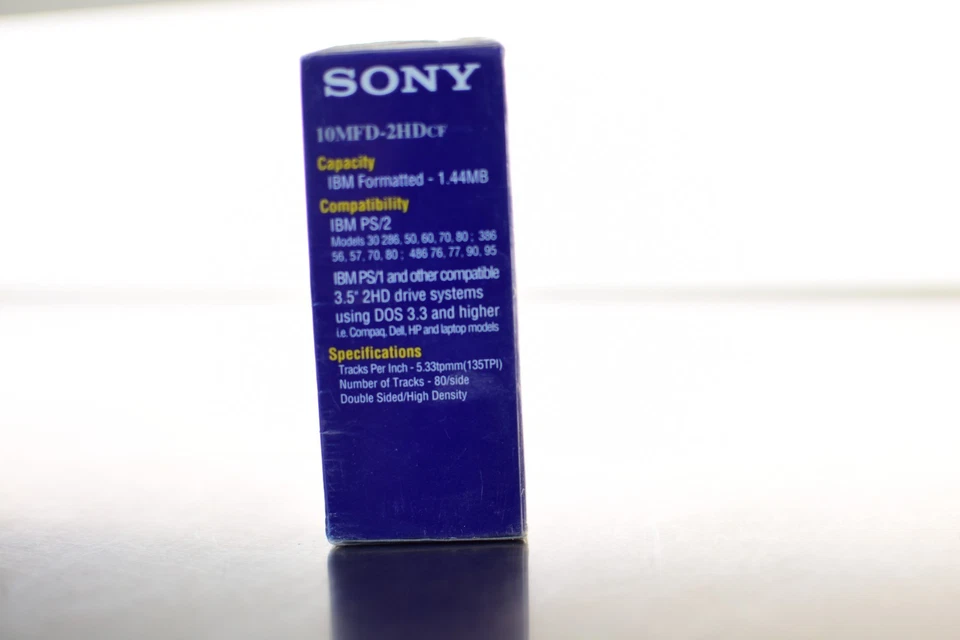 SONY
10MFD-2HDCF
Capacity
IBM Formatted - 1.44MB
Compatibility
IBM PS/2
Models 30 286, 50, 60, 70, 80 ; 386
56, 57, 70, 80 ; 486 76, 77, 90, 95
IBM PS/1 and other compatible
3.5" 2HD drive systems
using DOS 3.3 and higher
i.e. Compaq, Dell, HP and laptop models
Specifications
Tracks Per Inch - 5.33tpmm(135TPI)
Number of Tracks - 80/side
Double Sided/High Density